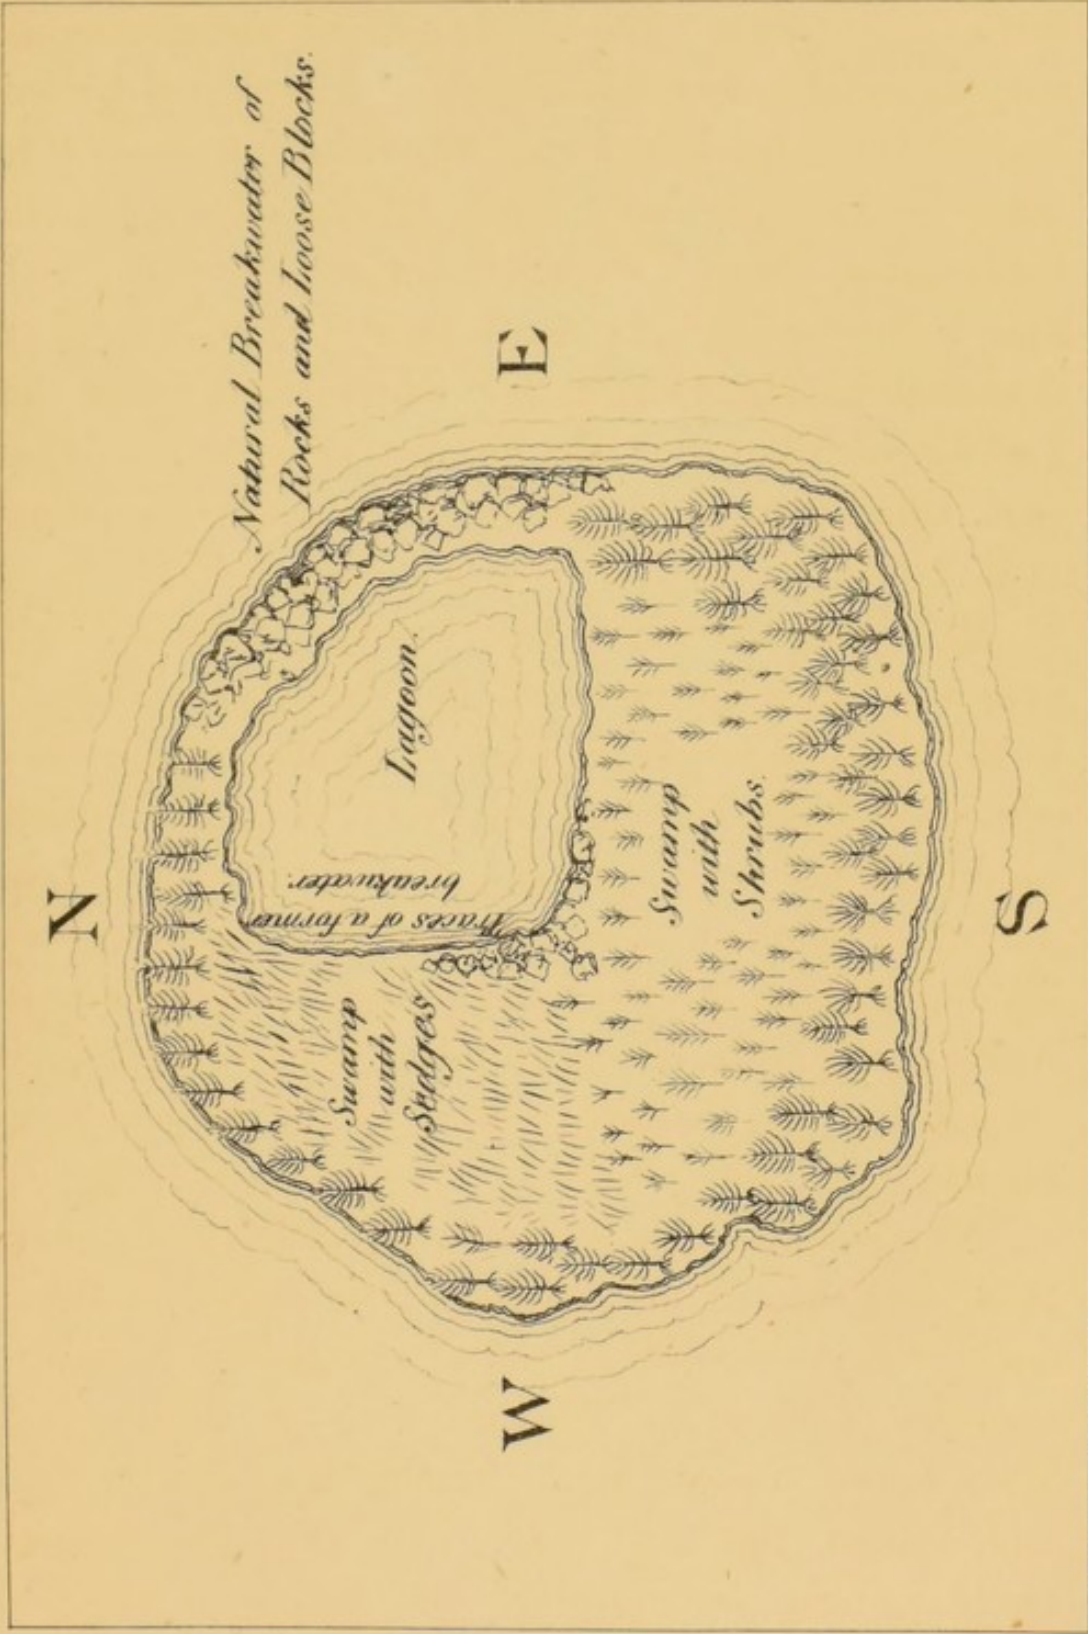 N
Natural Breakwater of
Rocks and Loose Blocks.
W
E
Lagoon.
Traces of a former
breakwater.
Swamp
with
Sedges
Swamp
with
Shrubs.
S